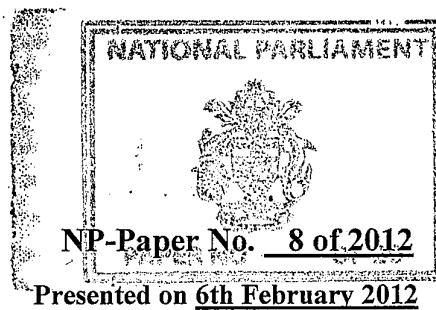 NATIONAL PARLIAMENT
NP-Paper No. 8 of 2012
Presented on 6th February 2012